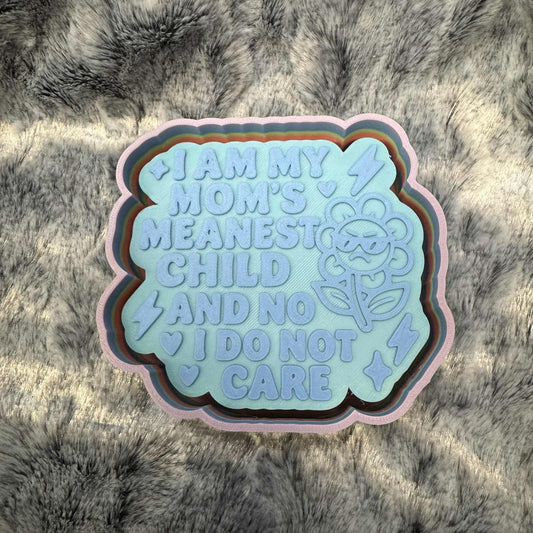 I AM MY
MOM'S
MEANEST
CHILD
AND NO
I DO NOT
CARE